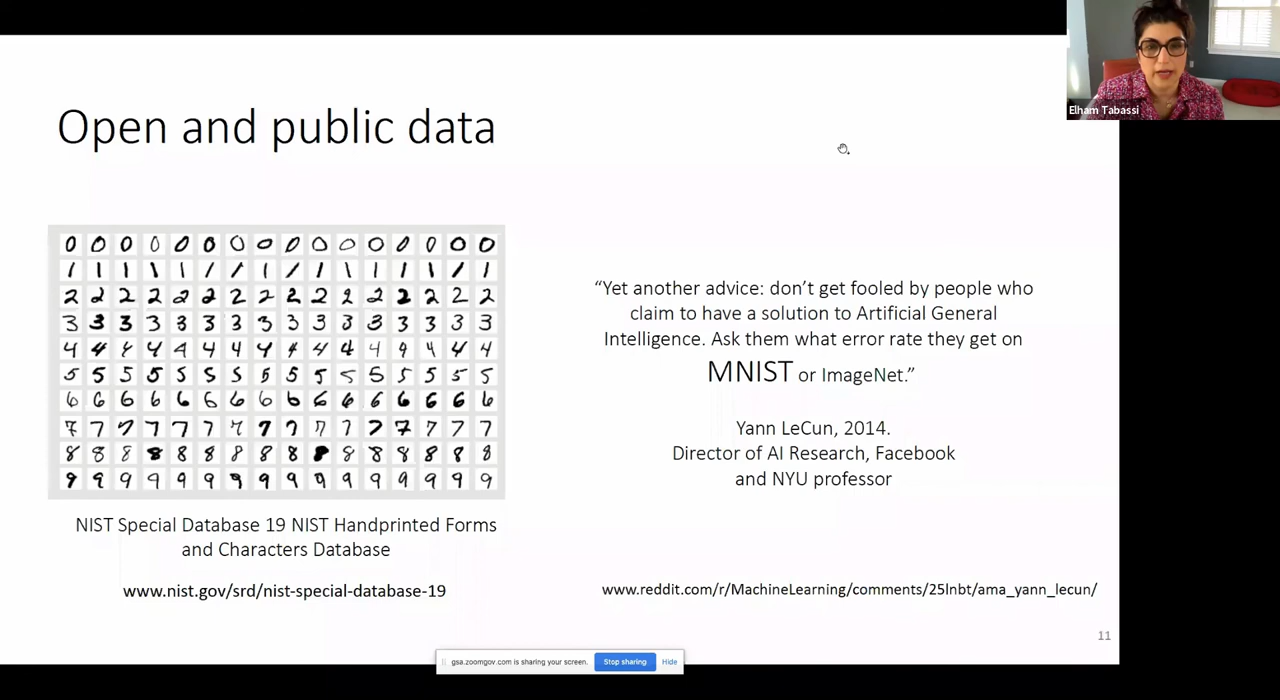 Elham Tabassi
Open and public data
0 0 0 0 0 0 0 0 0 0 0 0 0 0 0 0
1 1 1 1 1 1 1 1 1 1 1 1 1 1 1 1
2 2 2 2 2 2 2 2 2 2 2 2 2 2 2 2
3 3 3 3 3 3 3 3 3 3 3 3 3 3 3 3
4 4 4 4 4 4 4 4 4 4 4 4 4 4 4 4
5 5 5 5 5 5 5 5 5 5 5 5 5 5 5 5
6 6 6 6 6 6 6 6 6 6 6 6 6 6 6 6
7 7 7 7 7 7 7 7 7 7 7 7 7 7 7 7
8 8 8 8 8 8 8 8 8 8 8 8 8 8 8 8
9 9 9 9 9 9 9 9 9 9 9 9 9 9 9 9
NIST Special Database 19 NIST Handprinted Forms
and Characters Database
www.nist.gov/srd/nist-special-database-19
“Yet another advice: don’t get fooled by people who
claim to have a solution to Artificial General
Intelligence. Ask them what error rate they get on
MNIST or ImageNet.”
Yann LeCun, 2014.
Director of AI Research, Facebook
and NYU professor
www.reddit.com/r/MachineLearning/comments/25lnbt/ama_yann_lecun/
11
gsa.zoomgov.com is sharing your screen. Stop sharing Hide